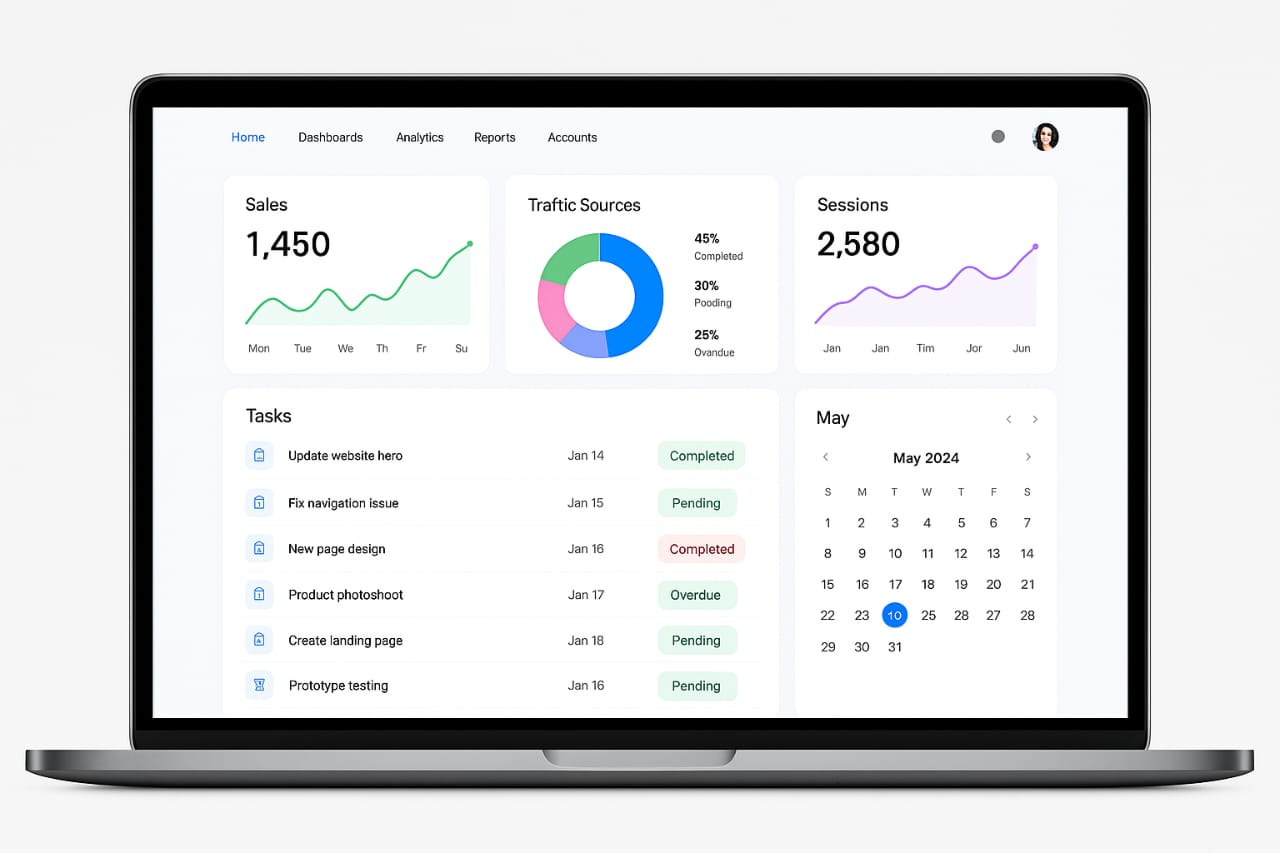 Home Dashboards Analytics Reports Accounts
Sales
1,450
Mon Tue We Th Fr Su
Traftic Sources
45%
Completed
30%
Pooding
25%
Ovandue
Sessions
2,580
Jan Jan Tim Jor Jun
Tasks
Update website hero Jan 14 Completed
Fix navigation issue Jan 15 Pending
New page design Jan 16 Completed
Product photoshoot Jan 17 Overdue
Create landing page Jan 18 Pending
Prototype testing Jan 16 Pending
May
May 2024
S M T W T F S
1 2 3 4 5 6 7
8 9 10 11 12 13 14
15 16 17 18 19 20 21
22 23 10 25 28 27 28
29 30 31